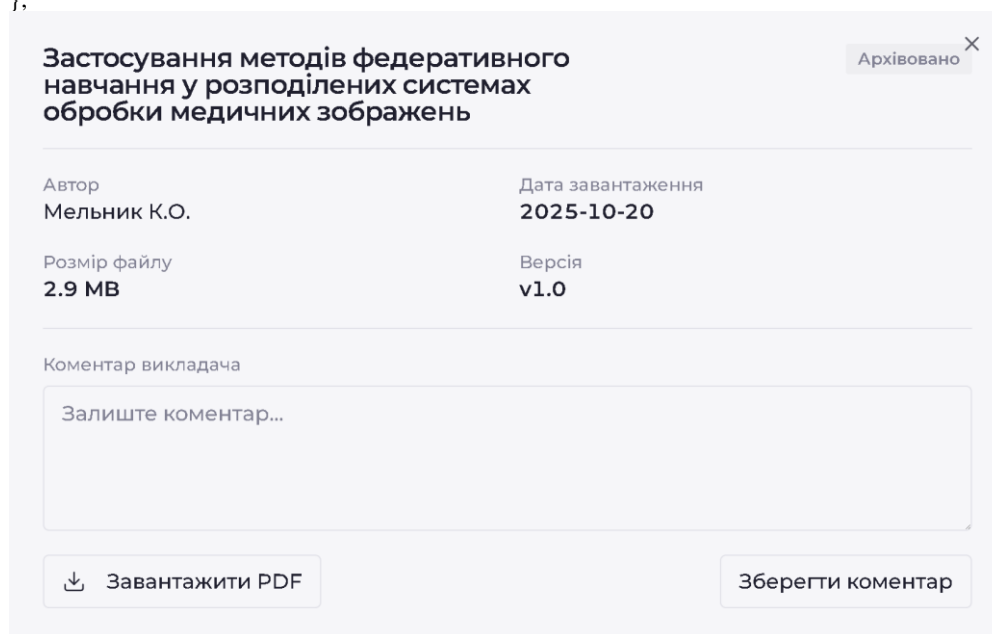 };
Застосування методів федеративного
навчання у розподілених системах
обробки медичних зображень
Архівовано
Автор
Мельник К.О.
Дата завантаження
2025-10-20
Розмір файлу
2.9 MB
Версія
v1.0
Коментар викладача
Залиште коментар...
Завантажити PDF
Зберегти коментар